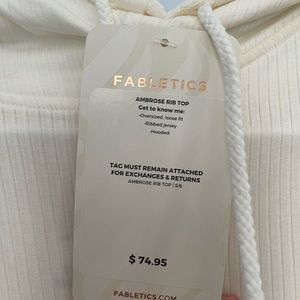 FABLETICS
AMBROSE RIB TOP
Get to know me:
-Oversized, loose fit
-Ribbed jersey
-Hooded
TAG MUST REMAIN ATTACHED
FOR EXCHANGES & RETURNS
AMBROSE RIB TOP | S/6
$ 74.95
FABLETICS.COM